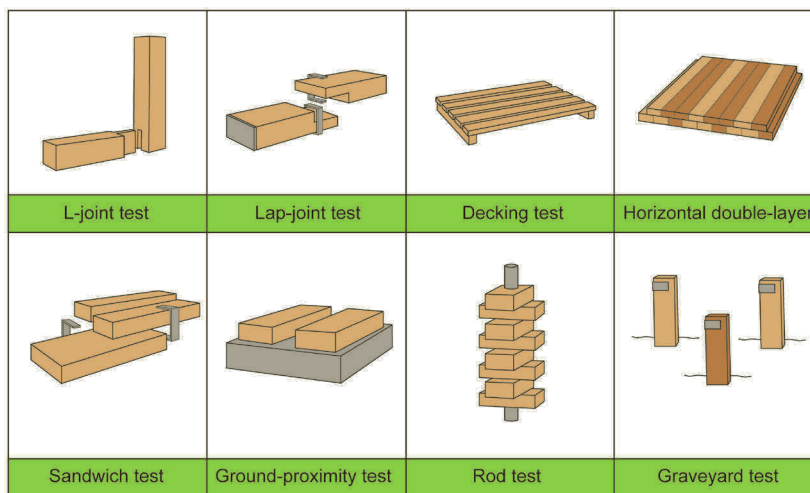 L-joint test
Lap-joint test
Decking test
Horizontal double-layer
Sandwich test
Ground-proximity test
Rod test
Graveyard test